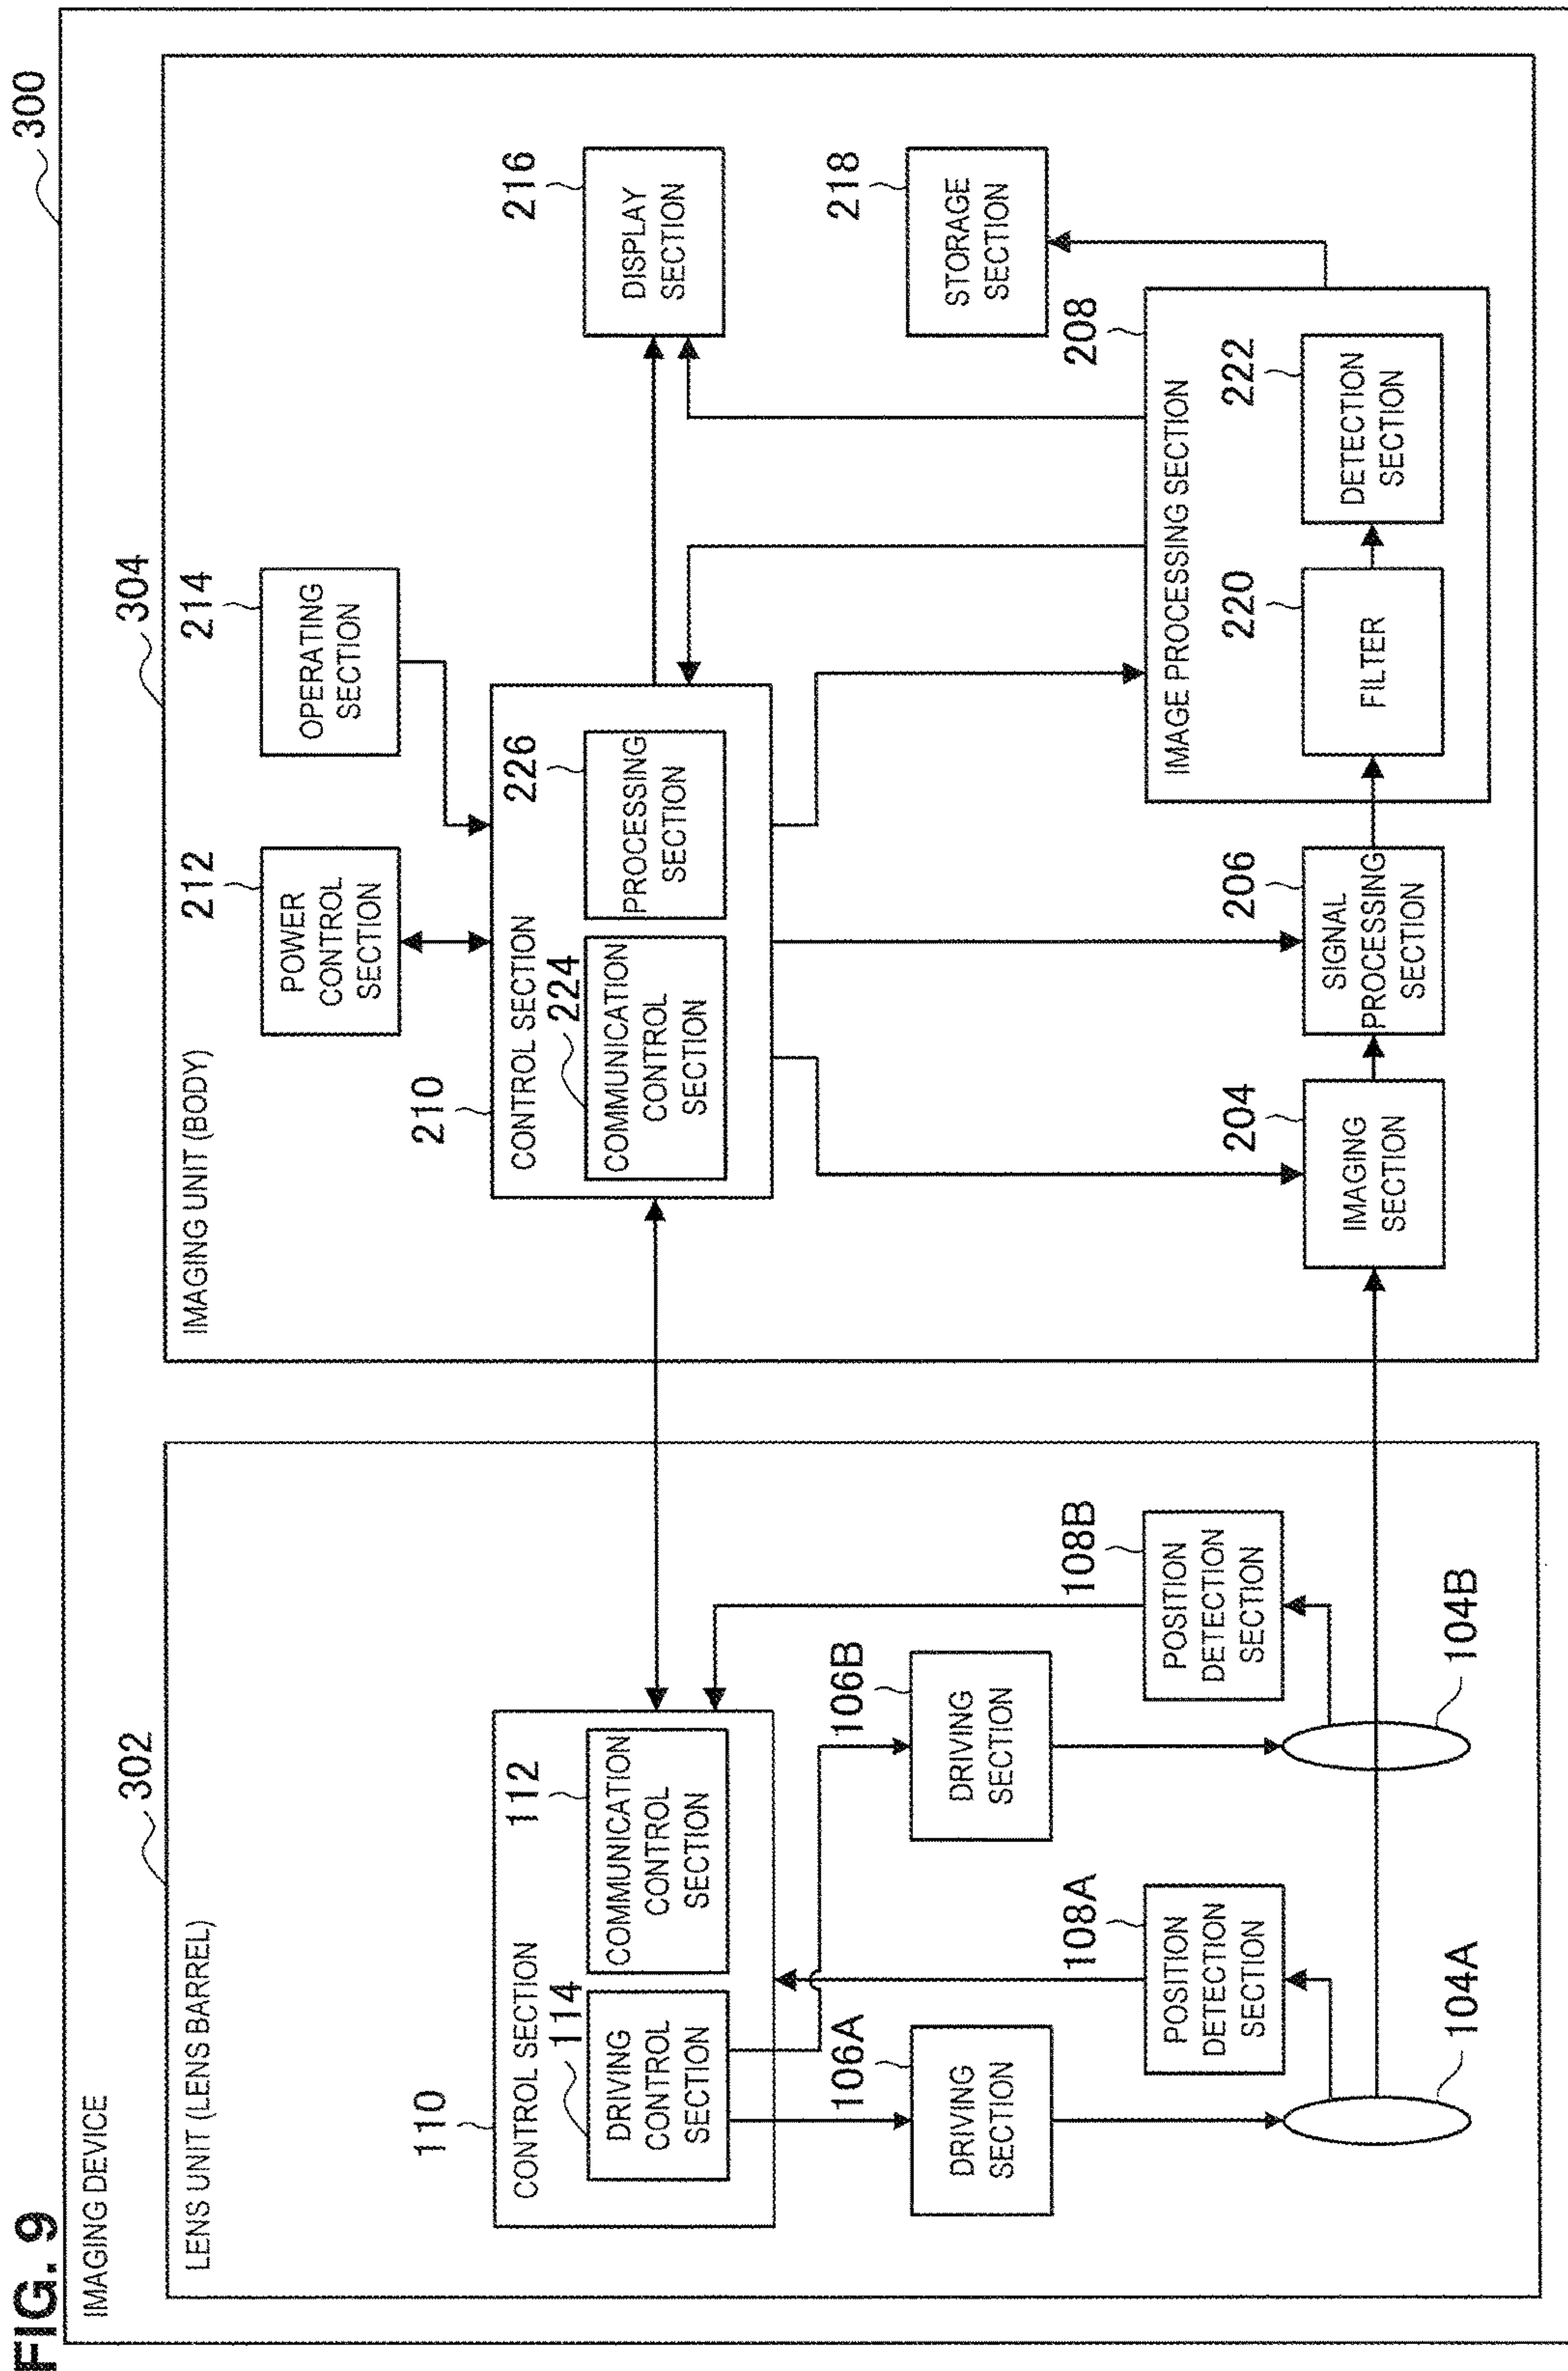 FIG. 9
300
IMAGING DEVICE
302
LENS UNIT (LENS BARREL)
110
CONTROL SECTION
114
DRIVING
CONTROL
SECTION
112
COMMUNICATION
CONTROL
SECTION
106A
DRIVING
SECTION
106B
DRIVING
SECTION
108A
POSITION
DETECTION
SECTION
108B
POSITION
DETECTION
SECTION
104A
104B
304
IMAGING UNIT (BODY)
212
POWER
CONTROL
SECTION
214
OPERATING
SECTION
210
CONTROL SECTION
224
COMMUNICATION
CONTROL
SECTION
226
PROCESSING
SECTION
216
DISPLAY
SECTION
218
STORAGE
SECTION
204
IMAGING
SECTION
206
SIGNAL
PROCESSING
SECTION
208
IMAGE PROCESSING SECTION
220
FILTER
222
DETECTION
SECTION